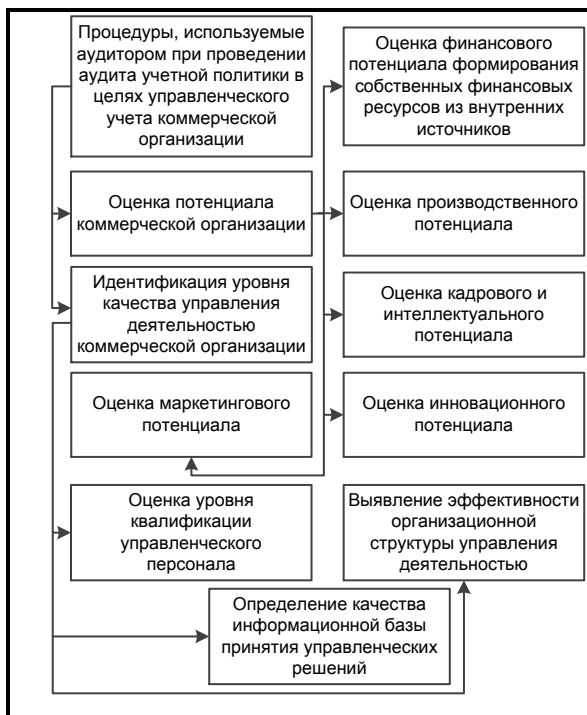 Процедуры, используемые
аудитором при проведении
аудита учетной политики в
целях управленческого
учета коммерческой
организации
Оценка финансового
потенциала формирования
собственных финансовых
ресурсов из внутренних
источников
Оценка потенциала
коммерческой организации
Оценка производственного
потенциала
Идентификация уровня
качества управления
деятельностью
коммерческой организации
Оценка кадрового и
интеллектуального
потенциала
Оценка маркетингового
потенциала
Оценка инновационного
потенциала
Оценка уровня
квалификации
управленческого
персонала
Выявление эффективности
организационной
структуры управления
деятельностью
Определение качества
информационной базы
принятия управленческих
решений